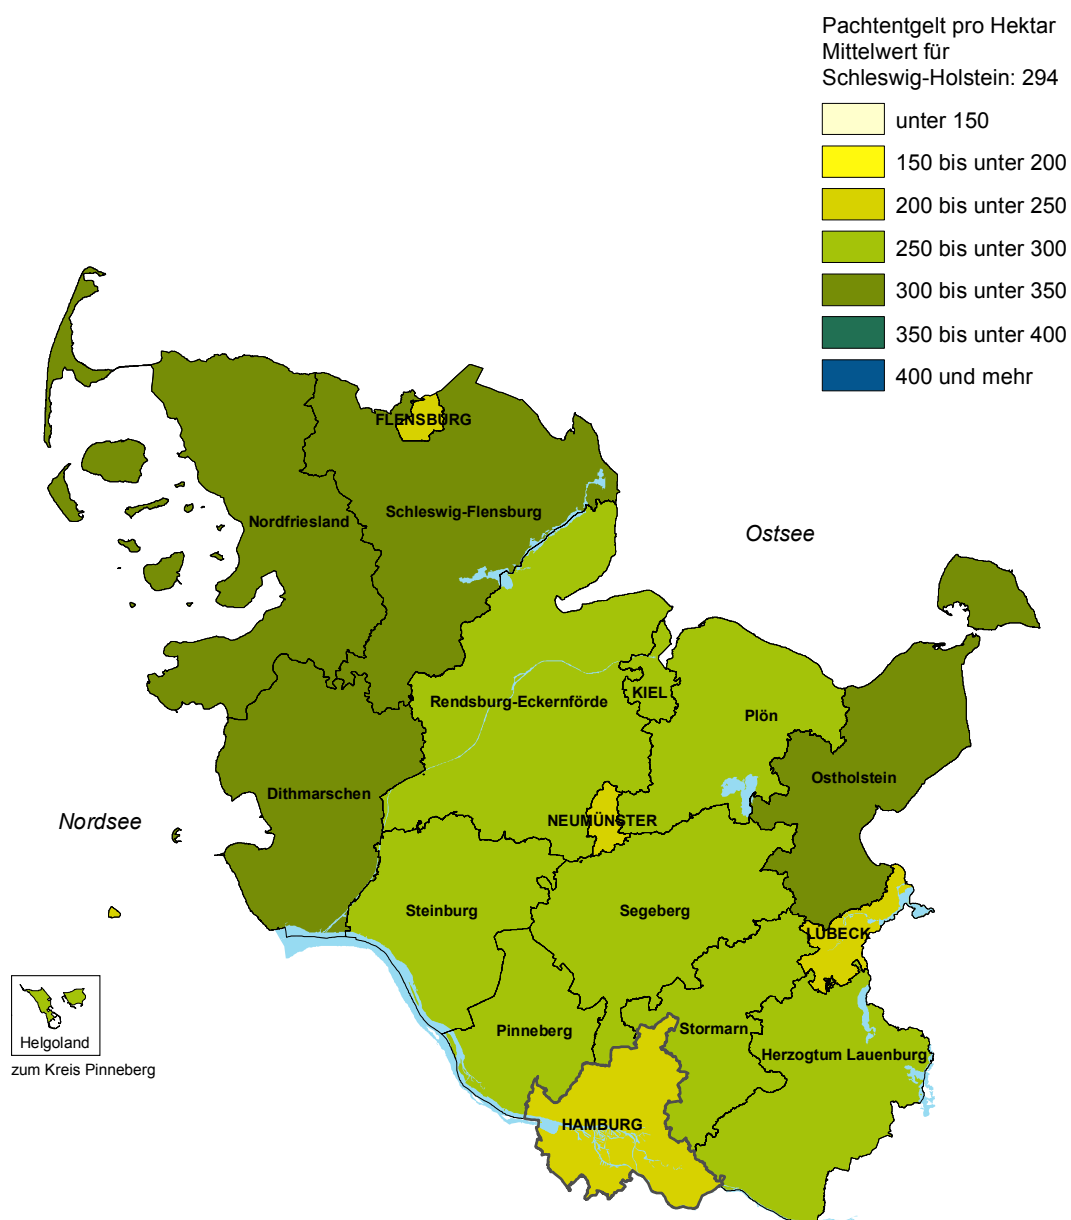 Pachtentgelt pro Hektar
Mittelwert für
Schleswig-Holstein: 294
unter 150
150 bis unter 200
200 bis unter 250
250 bis unter 300
300 bis unter 350
350 bis unter 400
400 und mehr
FLENSBURG
Schleswig-Flensburg
Nordfriesland
Ostsee
KIEL
Rendsburg-Eckernförde
Plön
Ostholstein
Dithmarschen
Nordsee
NEUMÜNSTER
Steinburg
Segeberg
LÜBECK
Pinneberg
Stormarn
Helgoland
Herzogtum Lauenburg
zum Kreis Pinneberg
HAMBURG